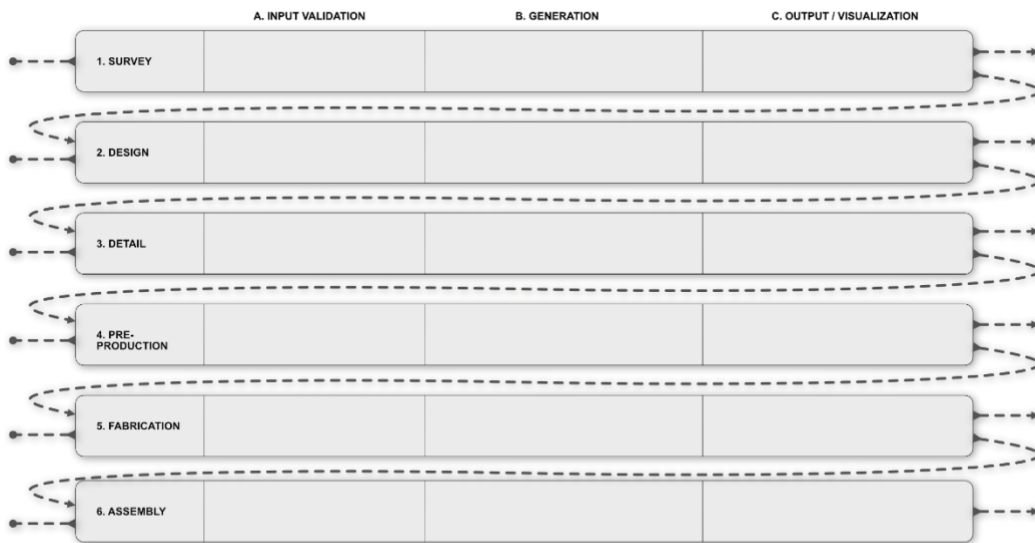 A. INPUT VALIDATION
B. GENERATION
C. OUTPUT / VISUALIZATION
1. SURVEY
2. DESIGN
3. DETAIL
4. PRE-
PRODUCTION
5. FABRICATION
6. ASSEMBLY